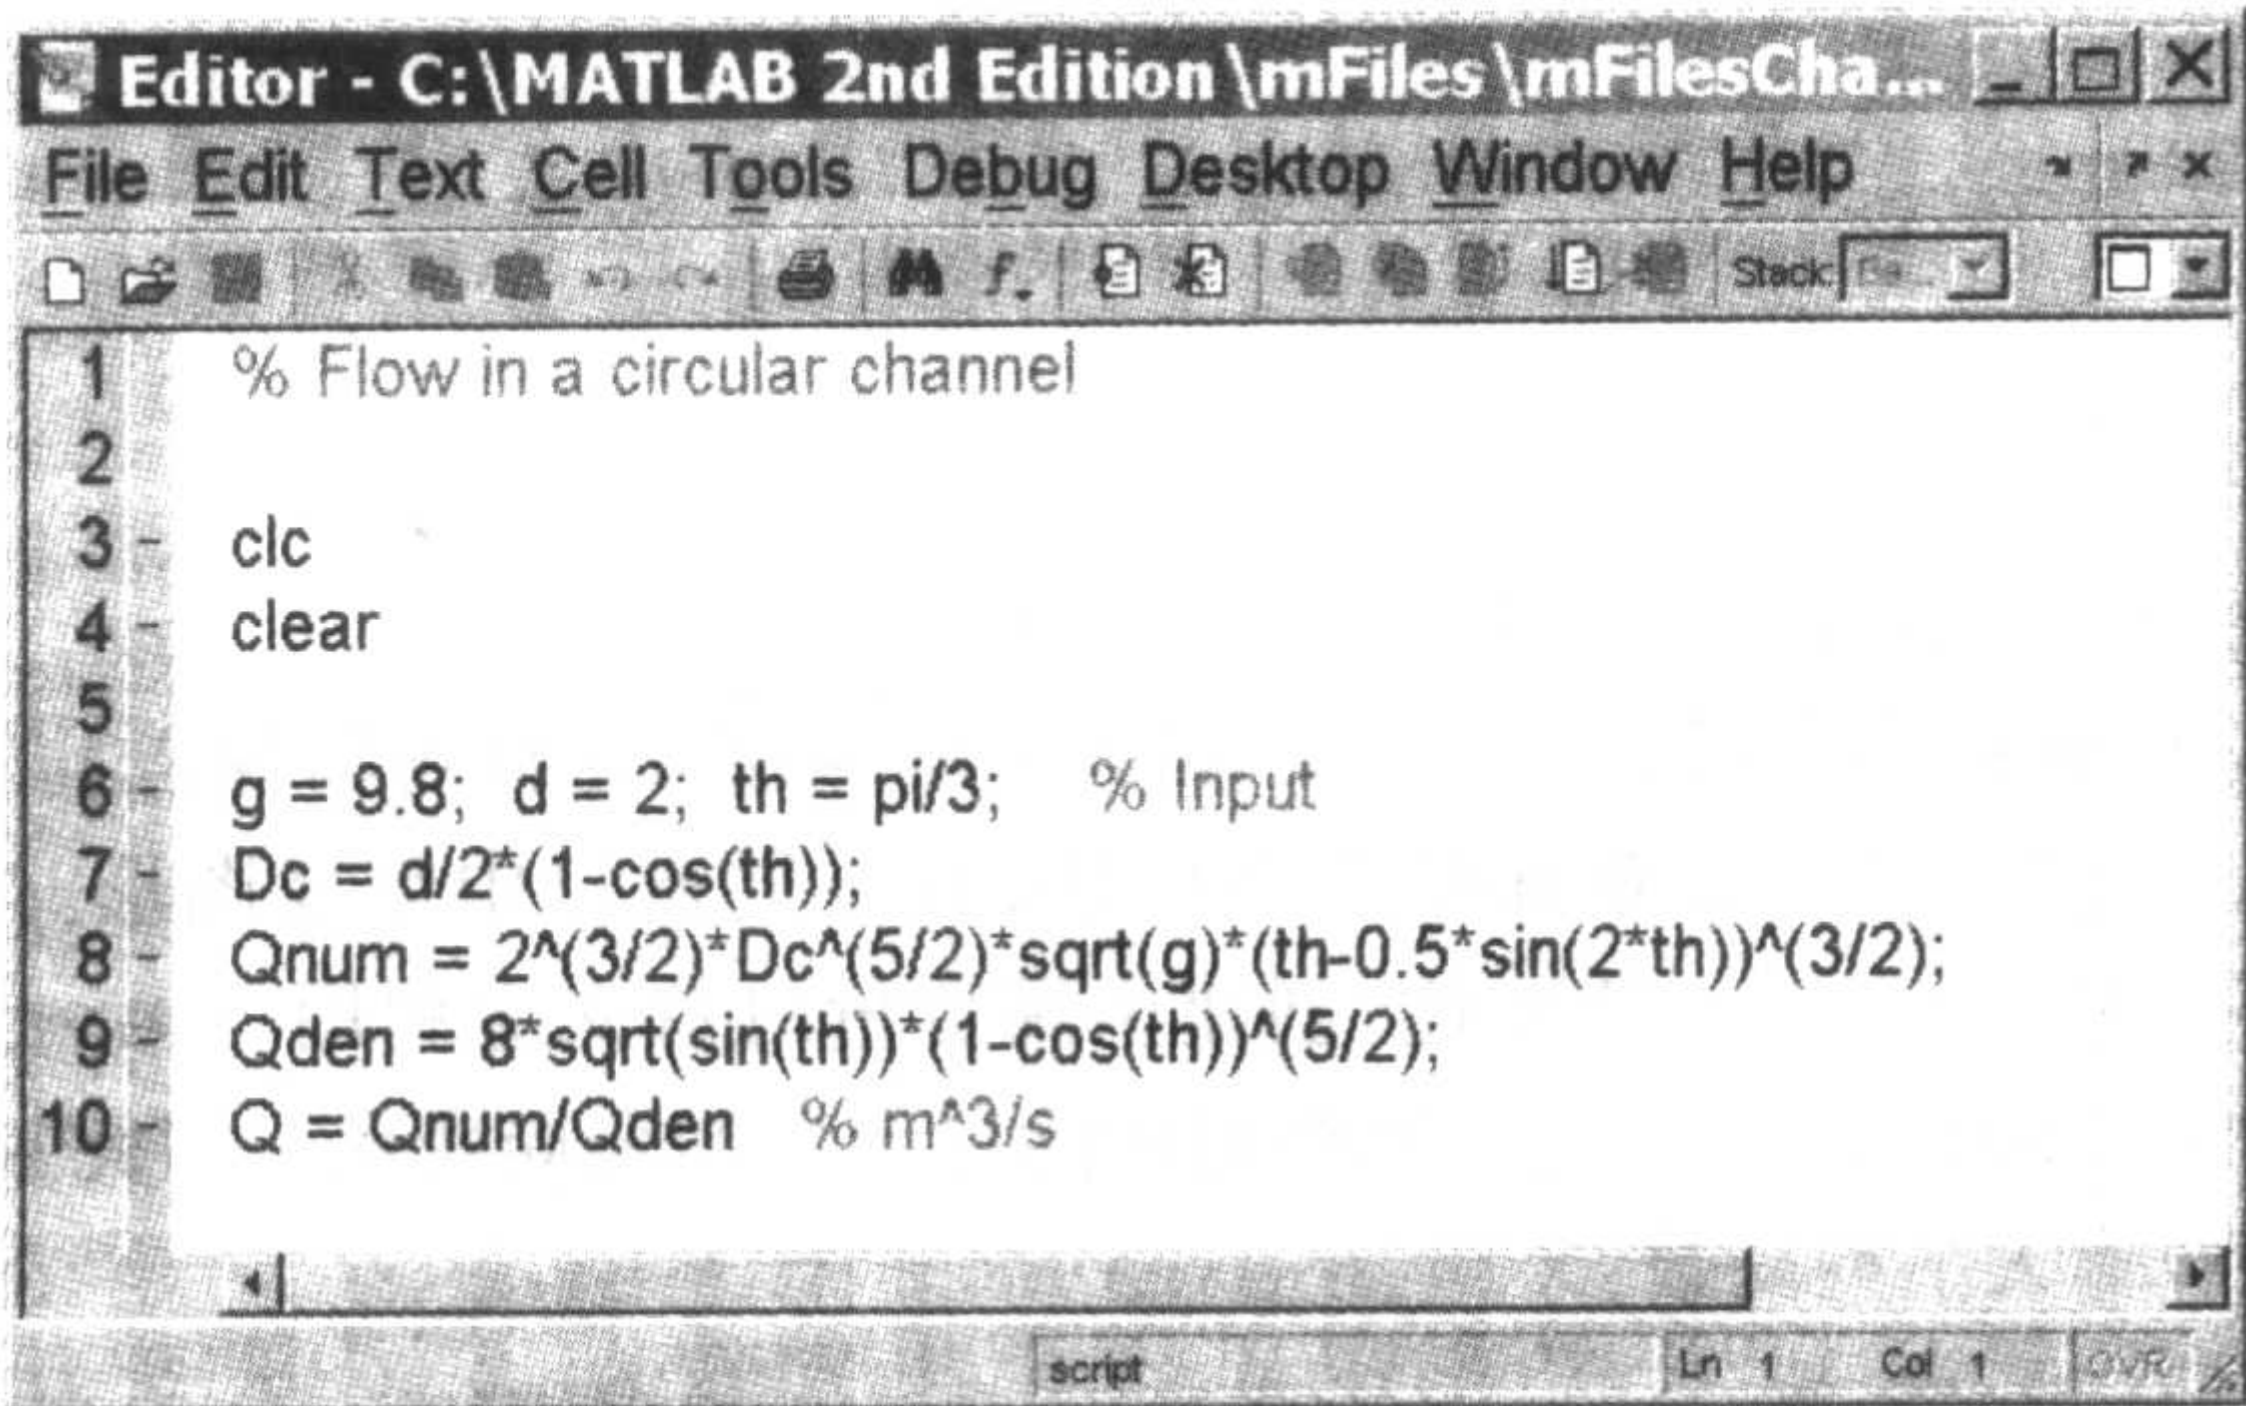 Editor - C:\MATLAB 2nd Edition\mFiles\mFilesCha...
File Edit Text Cell Tools Debug Desktop Window Help
Stack:
1 % Flow in a circular channel
2
3 - clc
4 - clear
5
6 - g = 9.8; d = 2; th = pi/3; % Input
7 - Dc = d/2*(1-cos(th));
8 - Qnum = 2^(3/2)*Dc^(5/2)*sqrt(g)*(th-0.5*sin(2*th))^(3/2);
9 - Qden = 8*sqrt(sin(th))*(1-cos(th))^(5/2);
10 - Q = Qnum/Qden % m^3/s
script Ln 1 Col 1 OVR